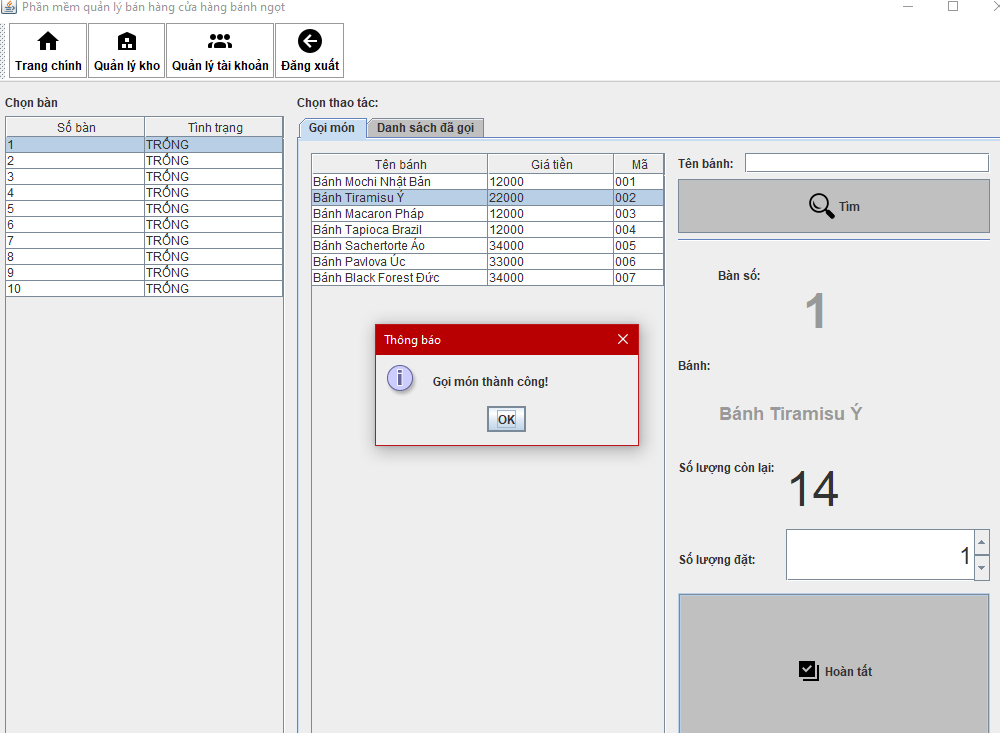 Phần mềm quản lý bán hàng cửa hàng bánh ngọt
Trang chính Quản lý kho Quản lý tài khoản Đăng xuất
Chọn bàn
Số bàn Tình trạng
1 TRỐNG
2 TRỐNG
3 TRỐNG
4 TRỐNG
5 TRỐNG
6 TRỐNG
7 TRỐNG
8 TRỐNG
9 TRỐNG
10 TRỐNG
Chọn thao tác:
Gọi món Danh sách đã gọi
Tên bánh Giá tiền Mã
Bánh Mochi Nhật Bản 12000 001
Bánh Tiramisu Ý 22000 002
Bánh Macaron Pháp 12000 003
Bánh Tapioca Brazil 12000 004
Bánh Sachertorte Áo 34000 005
Bánh Pavlova Úc 33000 006
Bánh Black Forest Đức 34000 007
Thông báo
i
Gọi món thành công!
OK
Tên bánh:
Tìm
Bàn số:
1
Bánh:
Bánh Tiramisu Ý
Số lượng còn lại: 14
Số lượng đặt: 1
Hoàn tất